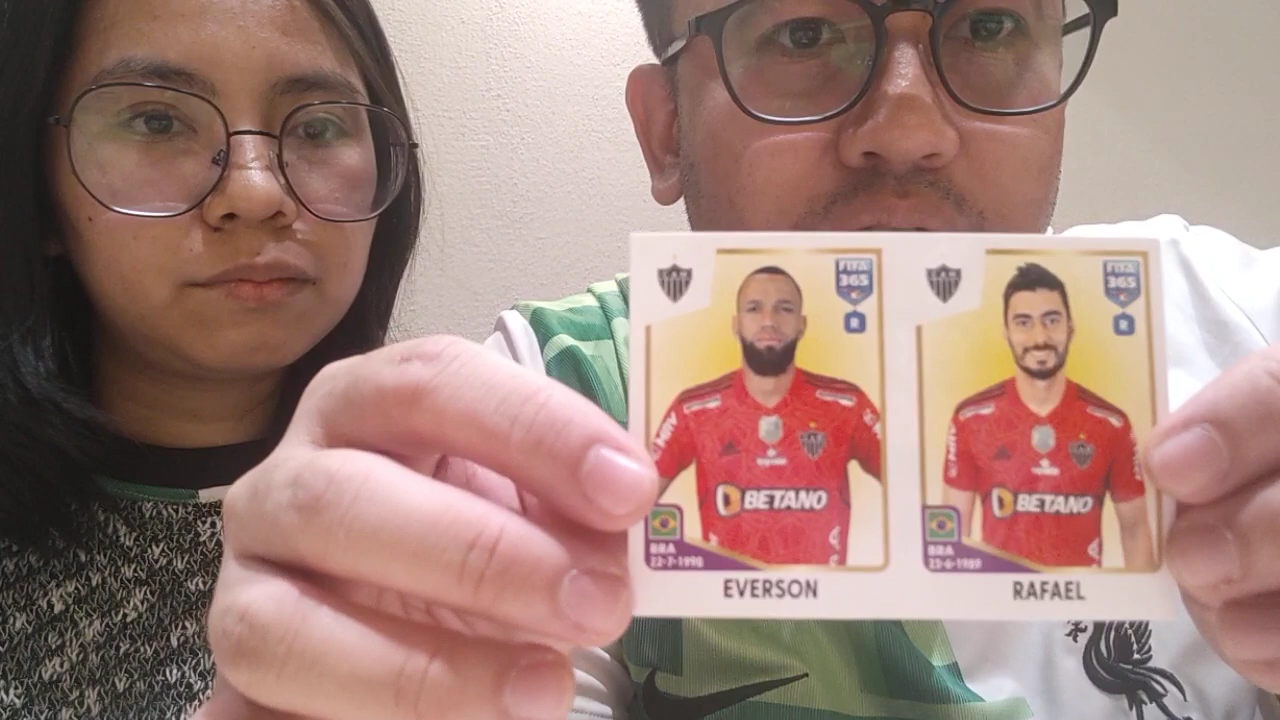 FIFA
365
R
BETANO
BRA
22-7-1990
EVERSON
FIFA
365
R
BETANO
BRA
23-6-1989
RAFAEL